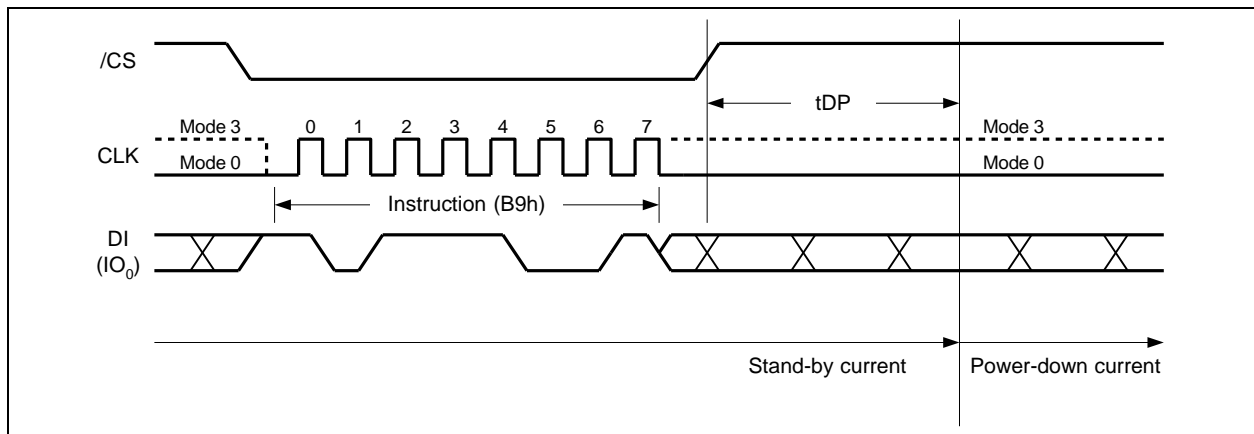 /CS
tDP
Mode 3
0 1 2 3 4 5 6 7
Mode 3
CLK
Mode 0
Mode 0
Instruction (B9h)
DI
(IO0)
Stand-by current
Power-down current